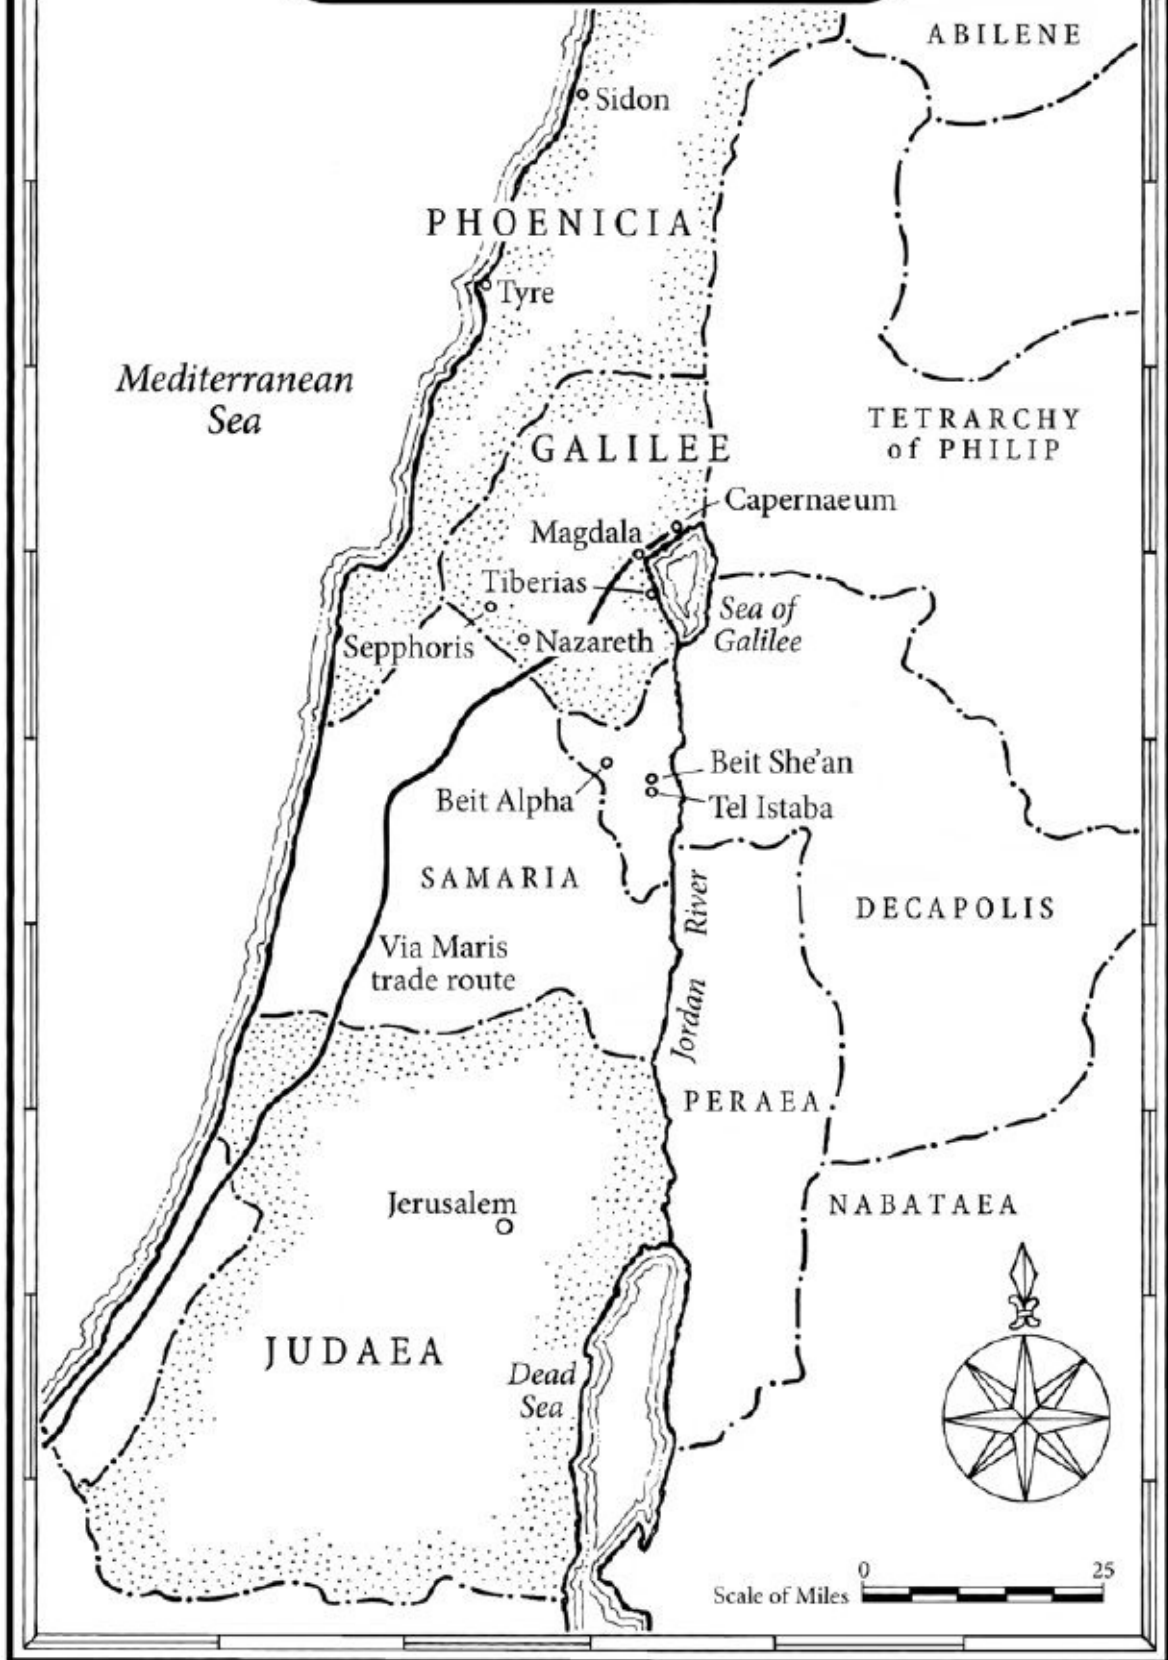 ABILENE
Sidon
PHOENICIA
Tyre
Mediterranean
Sea
TETRARCHY
of PHILIP
GALILEE
Capernaeum
Magdala
Tiberias
Sea of
Galilee
Sepphoris
Nazareth
Beit She'an
Beit Alpha
Tel Istaba
SAMARIA
DECAPOLIS
Jordan River
Via Maris
trade route
PERAEA
Jerusalem
NABATAEA
JUDAEA
Dead
Sea
0 25
Scale of Miles